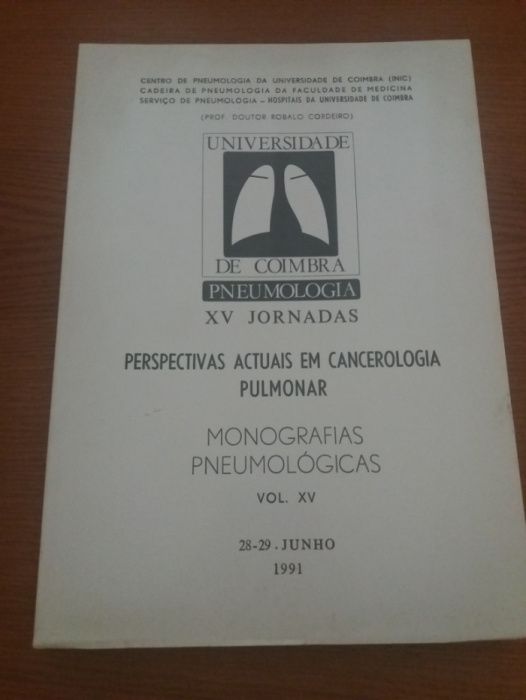 CENTRO DE PNEUMOLOGIA DA UNIVERSIDADE DE COIMBRA (INIC)
CADEIRA DE PNEUMOLOGIA DA FACULDADE DE MEDICINA
SERVIÇO DE PNEUMOLOGIA – HOSPITAIS DA UNIVERSIDADE DE COIMBRA
(PROF. DOUTOR ROBALO CORDEIRO)
UNIVERSIDADE
DE COIMBRA
PNEUMOLOGIA
XV JORNADAS
PERSPECTIVAS ACTUAIS EM CANCEROLOGIA
PULMONAR
MONOGRAFIAS
PNEUMOLÓGICAS
VOL. XV
28-29 . JUNHO
1991